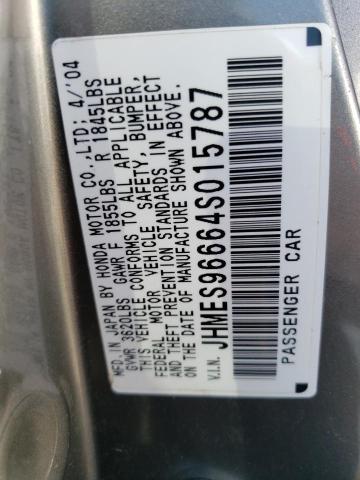 MFD.IN JAPAN BY HONDA MOTOR CO.,LTD; 4/'04
GVWR 3620LBS GAWR F 1855LBS R 1845LBS
THIS VEHICLE CONFORMS TO ALL APPLICABLE
FEDERAL MOTOR VEHICLE SAFETY, BUMPER,
AND THEFT PREVENTION STANDARDS IN EFFECT
ON THE DATE OF MANUFACTURE SHOWN ABOVE.
V.I.N. JHMES96664S015787
PASSENGER CAR